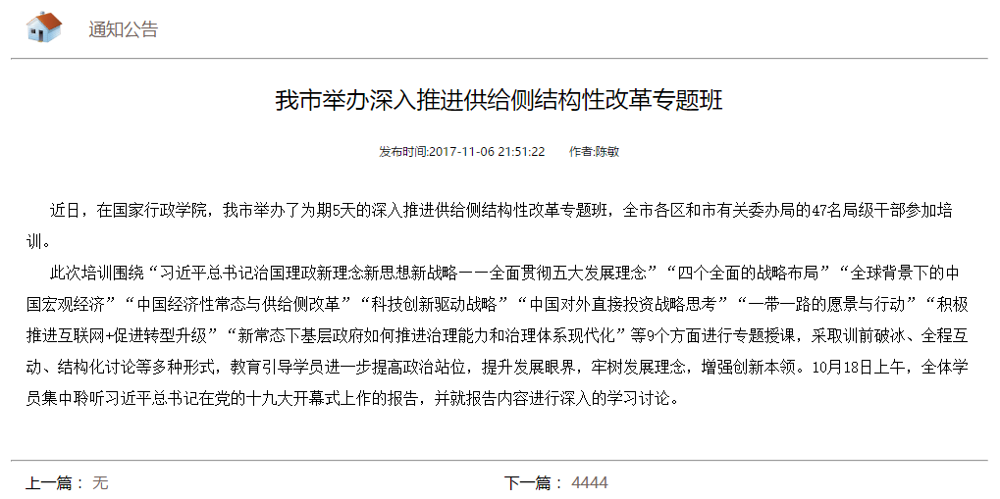 通知公告
我市举办深入推进供给侧结构性改革专题班
发布时间:2017-11-06 21:51:22 作者:陈敏
近日，在国家行政学院，我市举办了为期5天的深入推进供给侧结构性改革专题班，全市各区和市有关委办局的47名局级干部参加培
训。
此次培训围绕“习近平总书记治国理政新理念新思想新战略——全面贯彻五大发展理念”“四个全面的战略布局”“全球背景下的中
国宏观经济”“中国经济性常态与供给侧改革”“科技创新驱动战略”“中国对外直接投资战略思考”“一带一路的愿景与行动”“积极
推进互联网+促进转型升级”“新常态下基层政府如何推进治理能力和治理体系现代化”等9个方面进行专题授课，采取训前破冰、全程互
动、结构化讨论等多种形式，教育引导学员进一步提高政治站位，提升发展眼界，牢树发展理念，增强创新本领。10月18日上午，全体学
员集中聆听习近平总书记在党的十九大开幕式上作的报告，并就报告内容进行深入的学习讨论。
上一篇：无 下一篇：4444